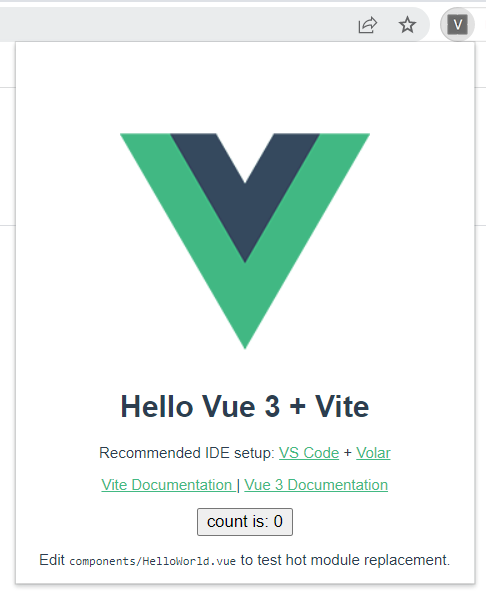 V
Hello Vue 3 + Vite
Recommended IDE setup: VS Code + Volar
Vite Documentation | Vue 3 Documentation
count is: 0
Edit components/HelloWorld.vue to test hot module replacement.